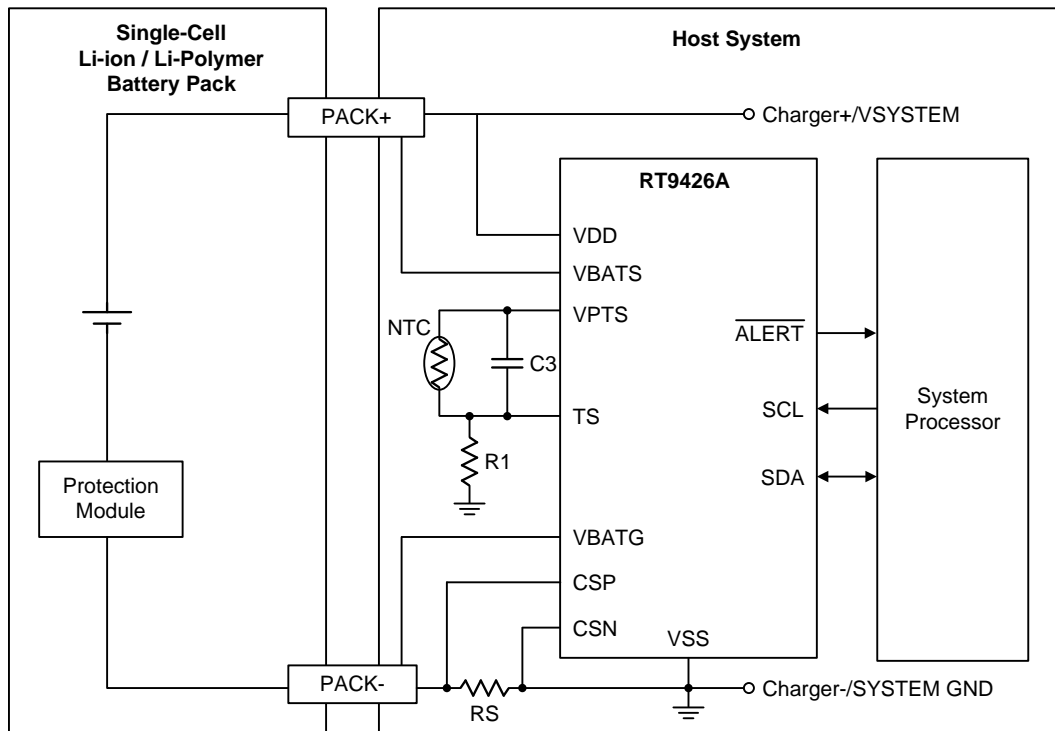 Single-Cell
Li-ion / Li-Polymer
Battery Pack
Host System
PACK+
Charger+/VSYSTEM
RT9426A
VDD
VBATS
VPTS
NTC
C3
ALERT
TS
SCL
System
Processor
R1
SDA
Protection
Module
VBATG
CSP
CSN
VSS
PACK-
RS
Charger-/SYSTEM GND